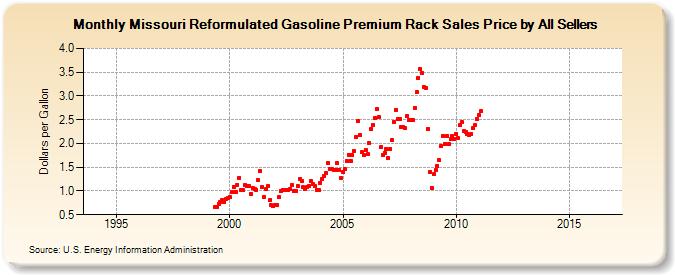 Monthly Missouri Reformulated Gasoline Premium Rack Sales Price by All Sellers
Dollars per Gallon
4.0
3.5
3.0
2.5
2.0
1.5
1.0
0.5
1995 2000 2005 2010 2015
Source: U.S. Energy Information Administration